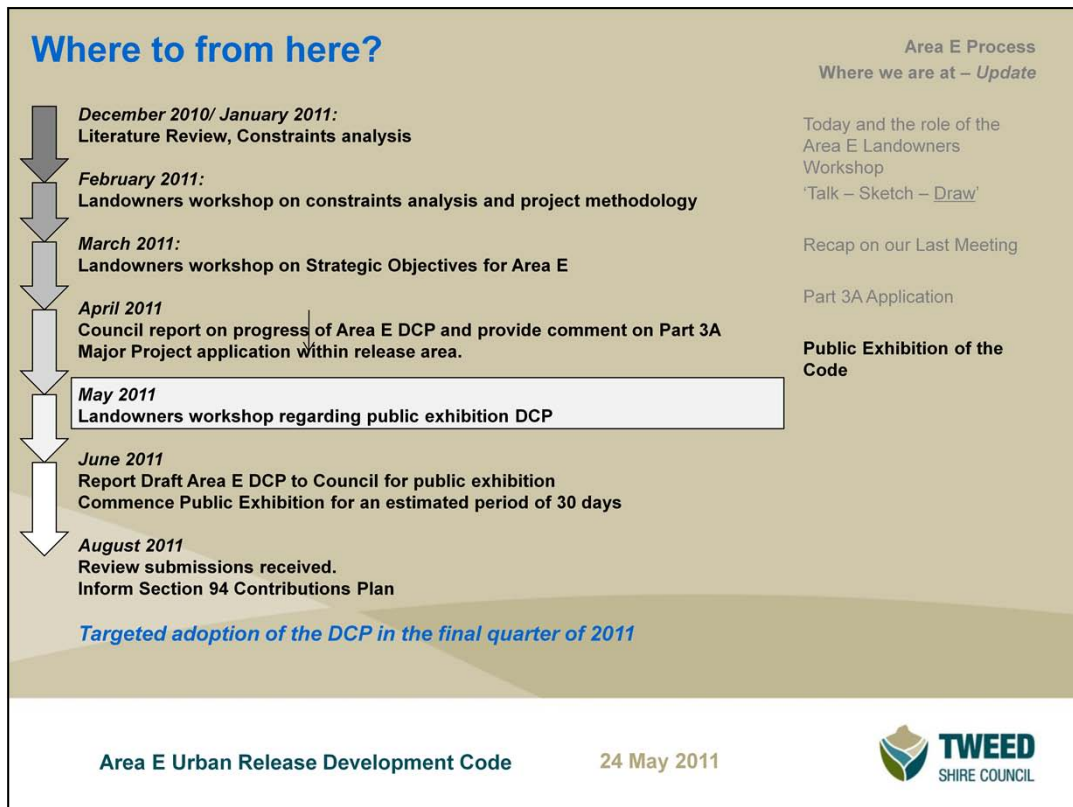 Where to from here?
December 2010/ January 2011:
Literature Review, Constraints analysis
February 2011:
Landowners workshop on constraints analysis and project methodology
March 2011:
Landowners workshop on Strategic Objectives for Area E
April 2011
Council report on progress of Area E DCP and provide comment on Part 3A
Major Project application within release area.
May 2011
Landowners workshop regarding public exhibition DCP
June 2011
Report Draft Area E DCP to Council for public exhibition
Commence Public Exhibition for an estimated period of 30 days
August 2011
Review submissions received.
Inform Section 94 Contributions Plan
Targeted adoption of the DCP in the final quarter of 2011
Area E Process
Where we are at – Update
Today and the role of the
Area E Landowners
Workshop
‘Talk – Sketch – Draw’
Recap on our Last Meeting
Part 3A Application
Public Exhibition of the
Code
Area E Urban Release Development Code
24 May 2011
TWEED
SHIRE COUNCIL